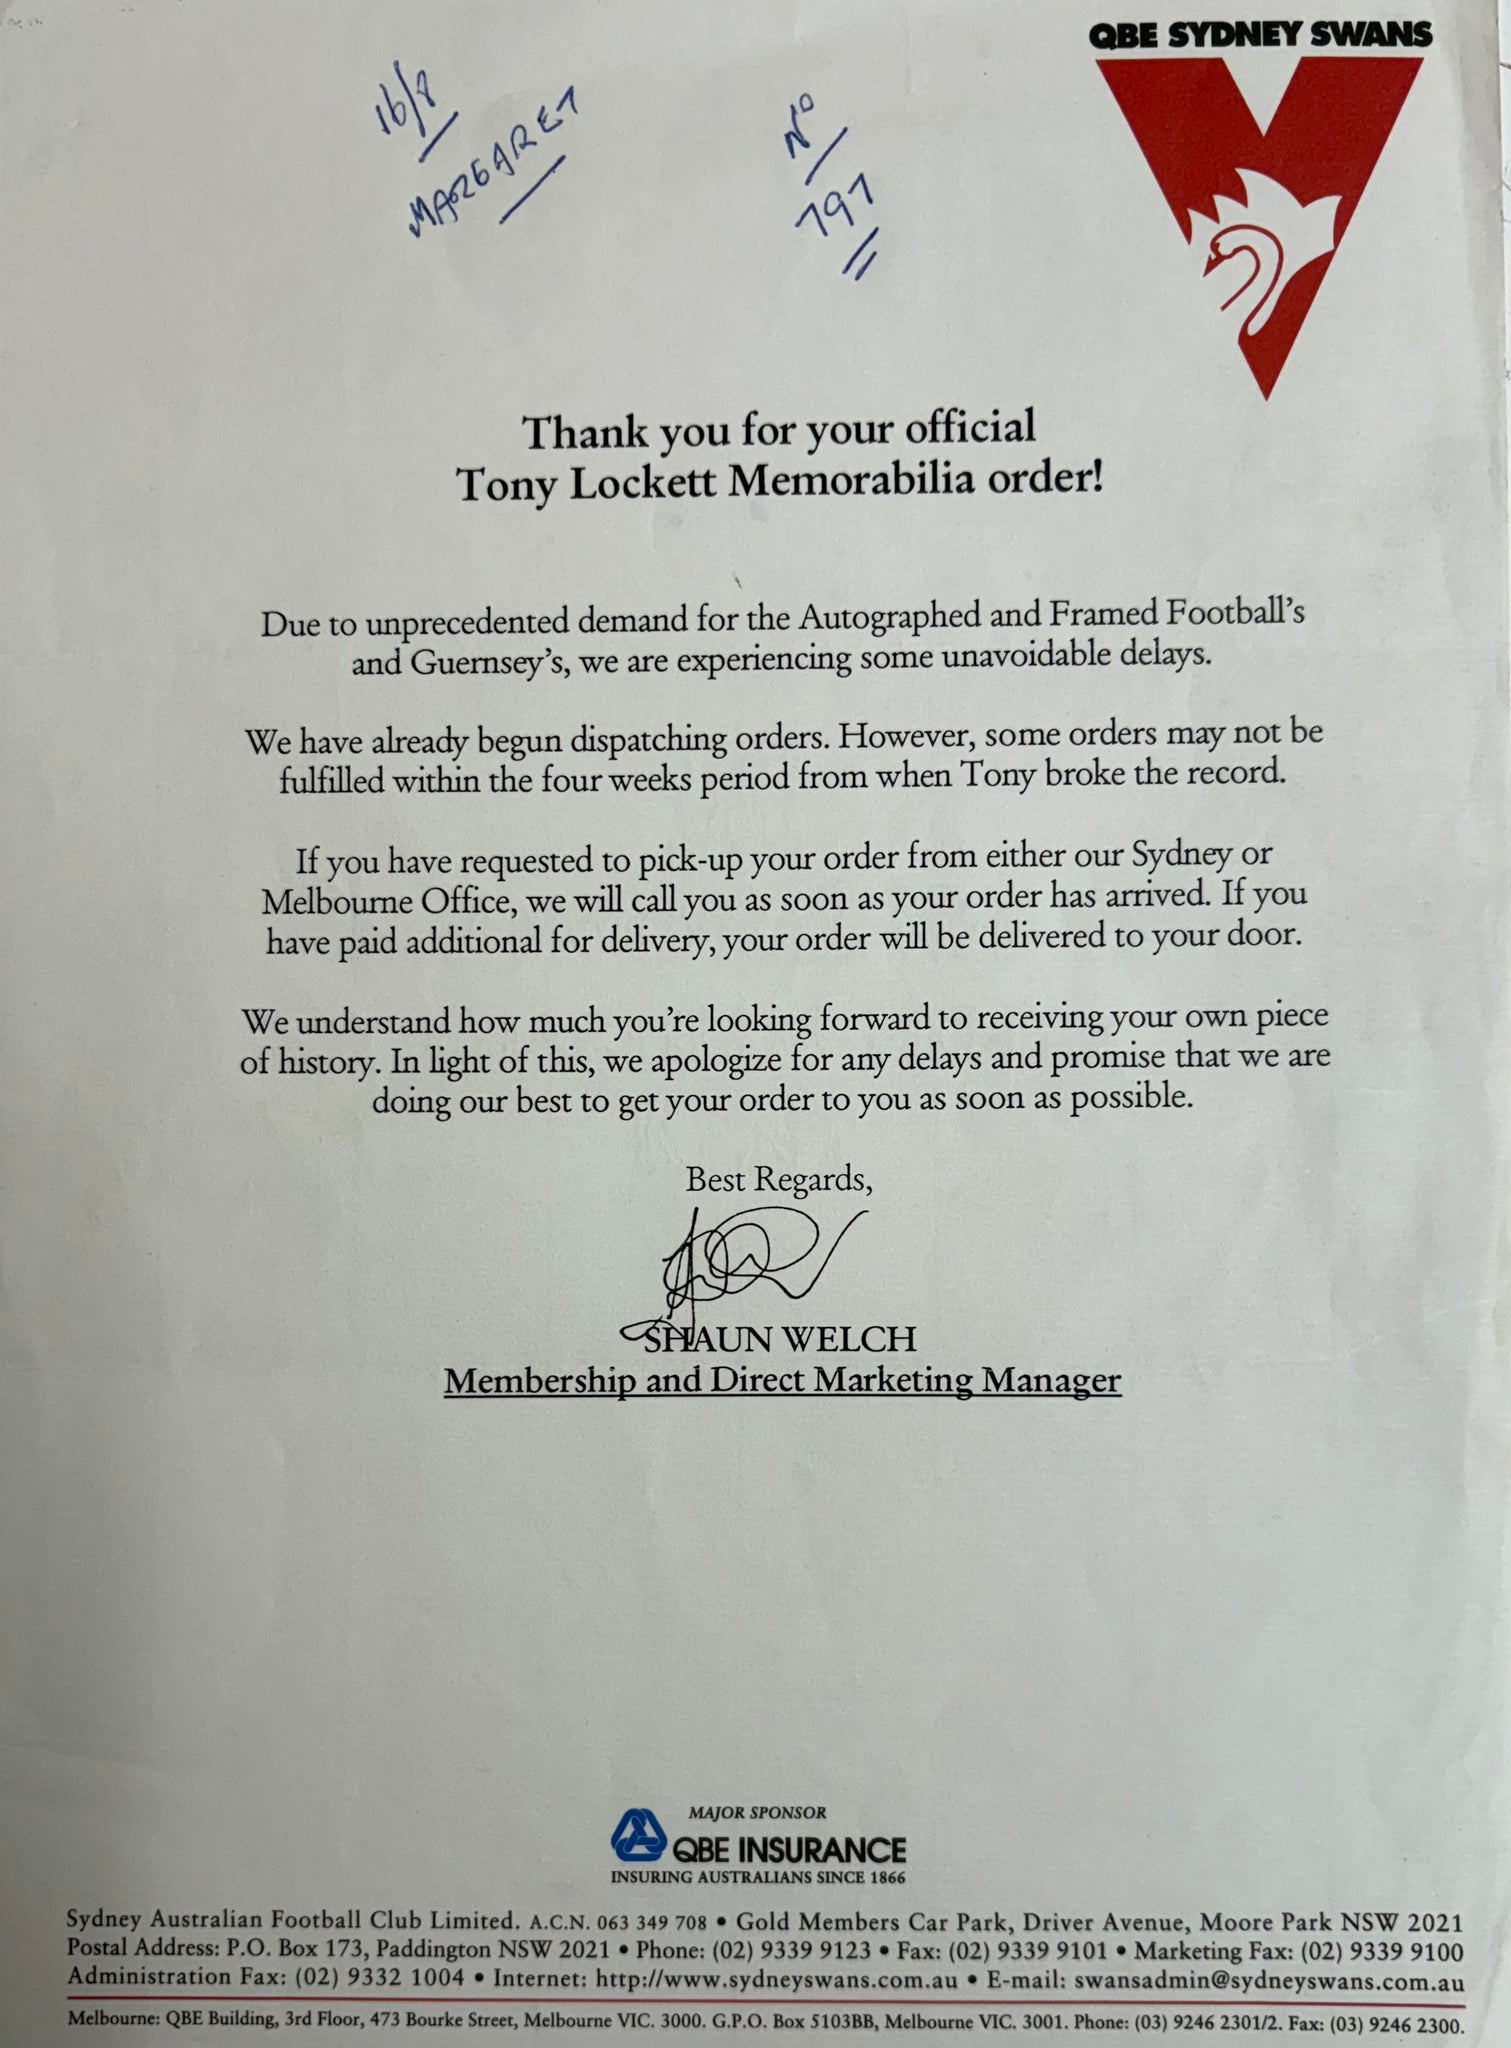 QBE SYDNEY SWANS
16/8
MARGARET
No
797
Thank you for your official
Tony Lockett Memorabilia order!
Due to unprecedented demand for the Autographed and Framed Football’s
and Guernsey’s, we are experiencing some unavoidable delays.
We have already begun dispatching orders. However, some orders may not be
fulfilled within the four weeks period from when Tony broke the record.
If you have requested to pick-up your order from either our Sydney or
Melbourne Office, we will call you as soon as your order has arrived. If you
have paid additional for delivery, your order will be delivered to your door.
We understand how much you’re looking forward to receiving your own piece
of history. In light of this, we apologize for any delays and promise that we are
doing our best to get your order to you as soon as possible.
Best Regards,
SHAUN WELCH
Membership and Direct Marketing Manager
MAJOR SPONSOR
QBE INSURANCE
INSURING AUSTRALIANS SINCE 1866
Sydney Australian Football Club Limited. A.C.N. 063 349 708 • Gold Members Car Park, Driver Avenue, Moore Park NSW 2021
Postal Address: P.O. Box 173, Paddington NSW 2021 • Phone: (02) 9339 9123 • Fax: (02) 9339 9101 • Marketing Fax: (02) 9339 9100
Administration Fax: (02) 9332 1004 • Internet: http://www.sydneyswans.com.au • E-mail: swansadmin@sydneyswans.com.au
Melbourne: QBE Building, 3rd Floor, 473 Bourke Street, Melbourne VIC. 3000. G.P.O. Box 5103BB, Melbourne VIC. 3001. Phone: (03) 9246 2301/2. Fax: (03) 9246 2300.